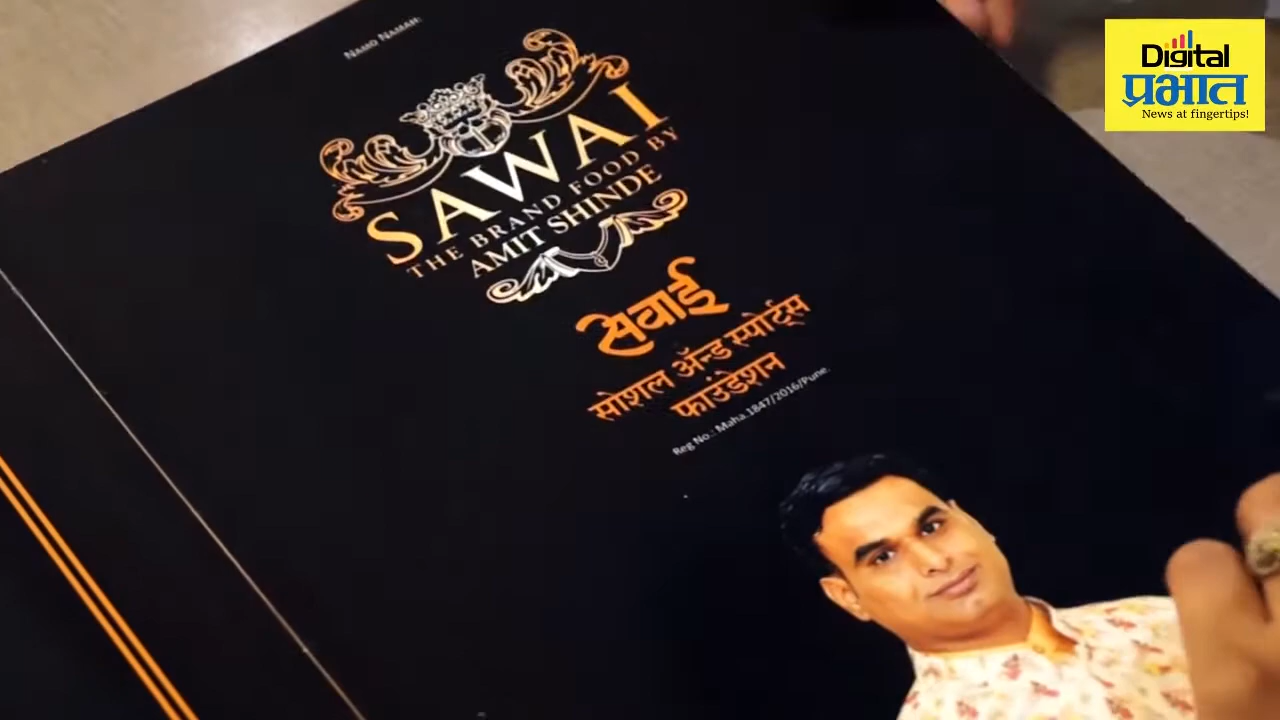 NAMO NAMAH:
SAWAI
THE BRAND FOOD BY
AMIT SHINDE
सवाई
सोशल अ‍ॅन्ड स्पोर्ट्स
फाउंडेशन
Reg No.: Maha.1847/2016/Pune.
Digital
प्रभात
News at fingertips!